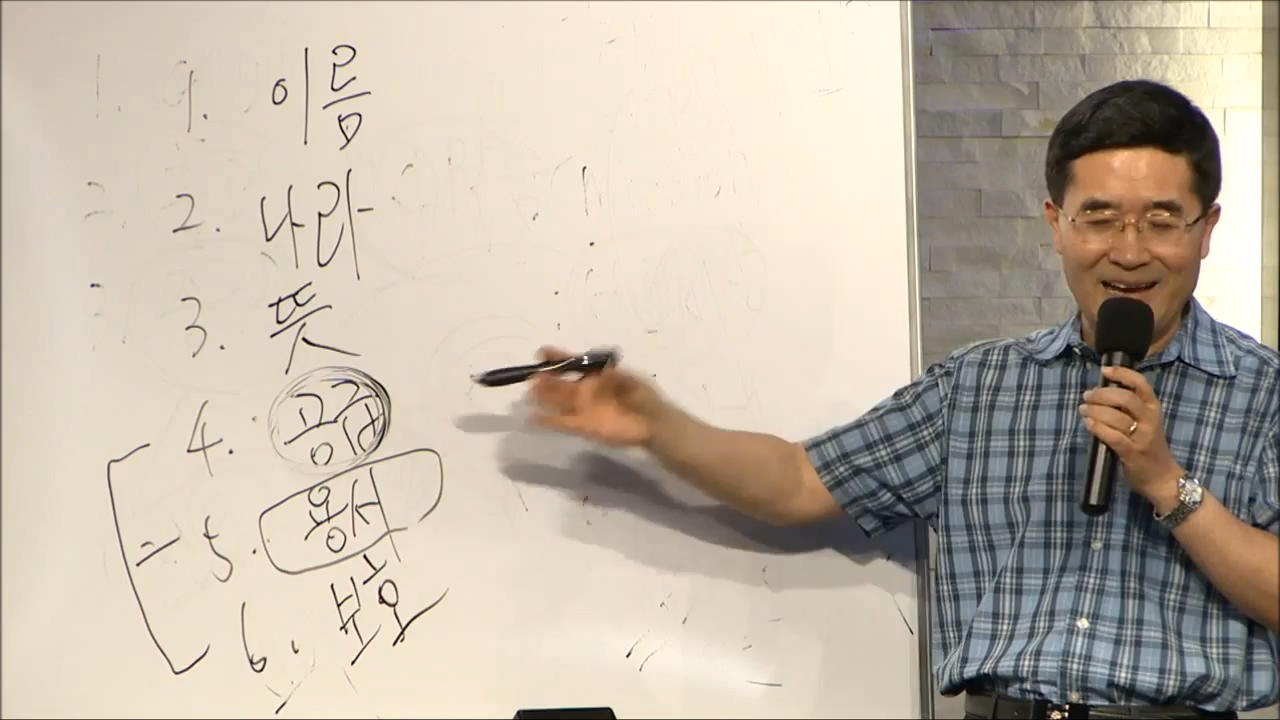 1. 이름
2. 나라
3. 뜻
4. 공급
5. 용서
6. 보호